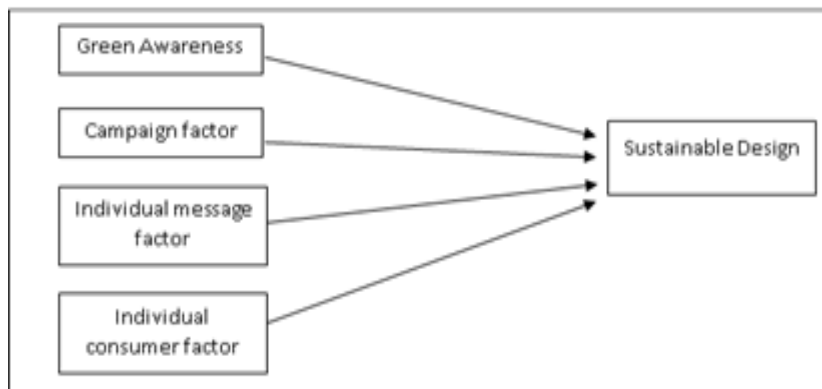 Green Awareness
Campaign factor
Sustainable Design
Individual message
factor
Individual
consumer factor